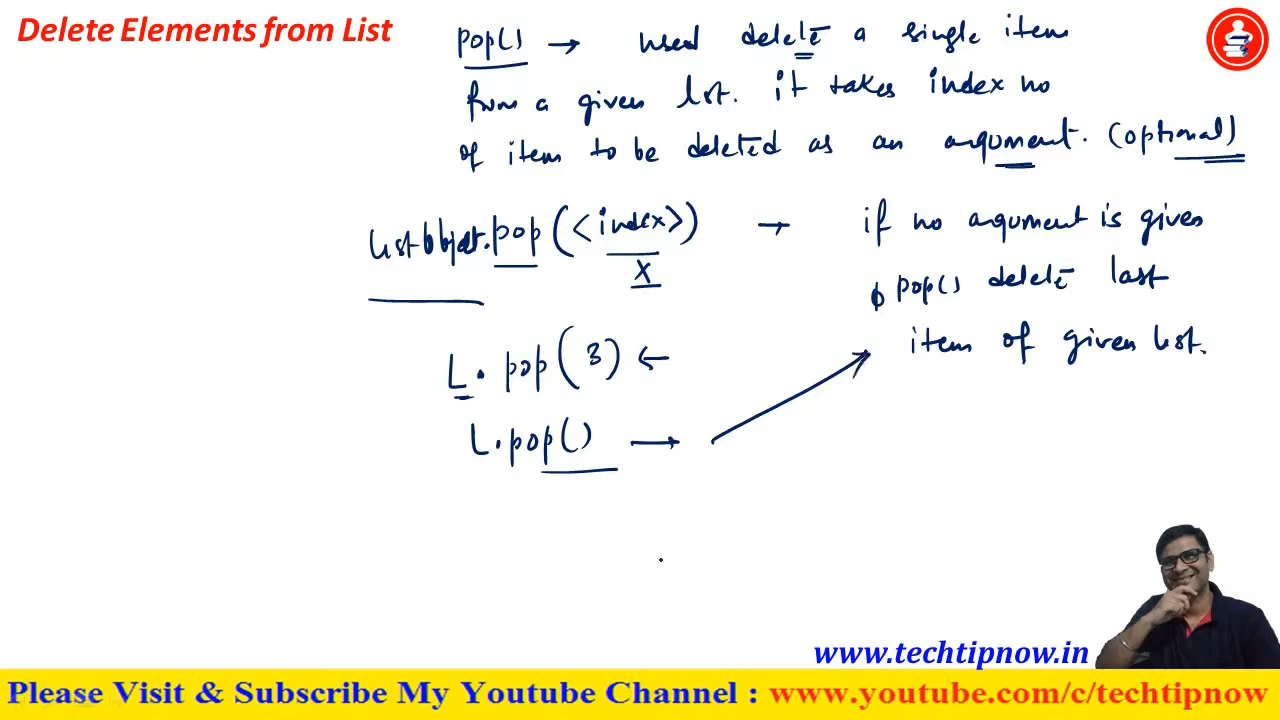 Delete Elements from List
pop() → used delete a single item
from a given list. it takes index no
of item to be deleted as an argument. (optional)
listObject.pop(<index>) → if no argument is given
x
pop() delete last
item of given list.
L.pop(3) ←
L.pop() →
www.techtipnow.in
Please Visit & Subscribe My Youtube Channel : www.youtube.com/c/techtipnow